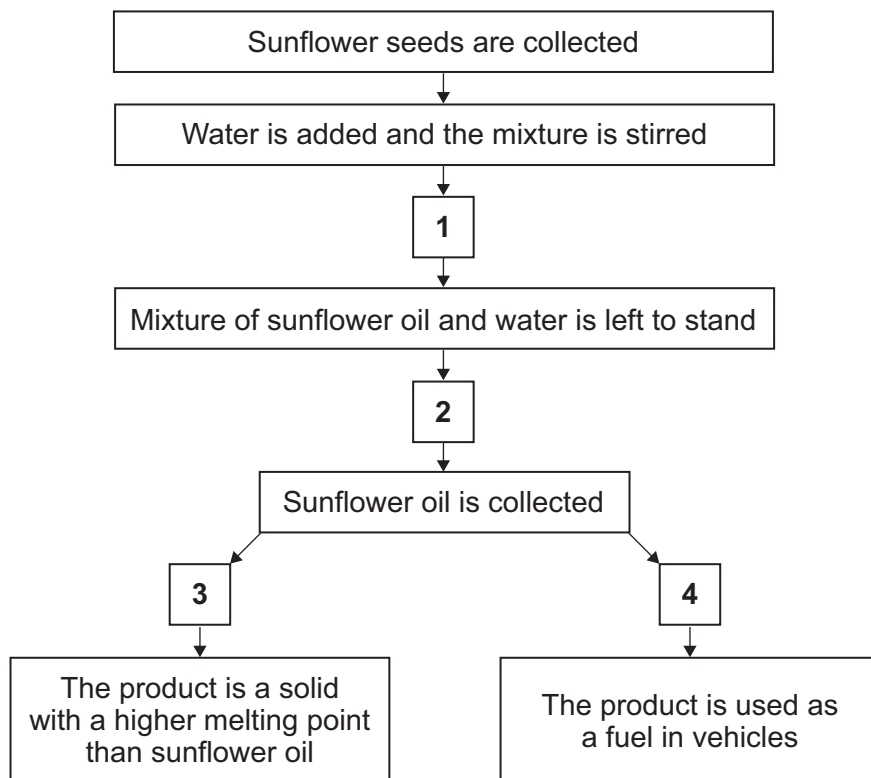 Sunflower seeds are collected
Water is added and the mixture is stirred
1
Mixture of sunflower oil and water is left to stand
2
Sunflower oil is collected
3
4
The product is a solid
with a higher melting point
than sunflower oil
The product is used as
a fuel in vehicles